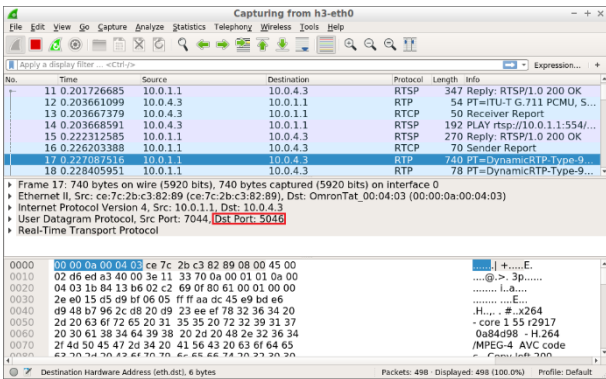 Capturing from h3-eth0
File Edit View Go Capture Analyze Statistics Telephony Wireless Tools Help
Apply a display filter ... <Ctrl-/> Expression... +
No. Time Source Destination Protocol Length Info
11 0.201726685 10.0.1.1 10.0.4.3 RTSP 347 Reply: RTSP/1.0 200 OK
12 0.203661099 10.0.4.3 10.0.1.1 RTP 54 PT=ITU-T G.711 PCMU, S...
13 0.203667379 10.0.4.3 10.0.1.1 RTCP 50 Receiver Report
14 0.203668591 10.0.4.3 10.0.1.1 RTSP 192 PLAY rtsp://10.0.1.1:554/...
15 0.222312585 10.0.1.1 10.0.4.3 RTSP 270 Reply: RTSP/1.0 200 OK
16 0.226203388 10.0.1.1 10.0.4.3 RTCP 70 Sender Report
17 0.227087516 10.0.1.1 10.0.4.3 RTP 740 PT=DynamicRTP-Type-9...
18 0.228405951 10.0.1.1 10.0.4.3 RTP 78 PT=DynamicRTP-Type-9...
Frame 17: 740 bytes on wire (5920 bits), 740 bytes captured (5920 bits) on interface 0
Ethernet II, Src: ce:7c:2b:c3:82:89 (ce:7c:2b:c3:82:89), Dst: OmronTat_00:04:03 (00:00:0a:00:04:03)
Internet Protocol Version 4, Src: 10.0.1.1, Dst: 10.0.4.3
User Datagram Protocol, Src Port: 7044, Dst Port: 5046
Real-Time Transport Protocol
0000 00 00 0a 00 04 03 ce 7c 2b c3 82 89 08 00 45 00 ......| +.....E.
0010 02 d6 ed a3 40 00 3e 11 33 70 0a 00 01 01 0a 00 ....@.>. 3p......
0020 04 03 1b 84 13 b6 02 c2 69 0f 80 61 00 01 00 00 ........ i..a....
0030 2e e0 15 d5 d9 bf 06 05 ff ff aa dc 45 e9 bd e6 ........ ....E...
0040 d9 48 b7 96 2c d8 20 d9 23 ee ef 78 32 36 34 20 .H..,. . #..x264
0050 2d 20 63 6f 72 65 20 31 35 35 20 72 32 39 31 37 - core 1 55 r2917
0060 20 30 61 38 34 64 39 38 20 2d 20 48 2e 32 36 34 0a84d98 - H.264
0070 2f 4d 50 45 47 2d 34 20 41 56 43 20 63 6f 64 65 /MPEG-4 AVC code
Destination Hardware Address (eth.dst), 6 bytes Packets: 498 · Displayed: 498 (100.0%) Profile: Default